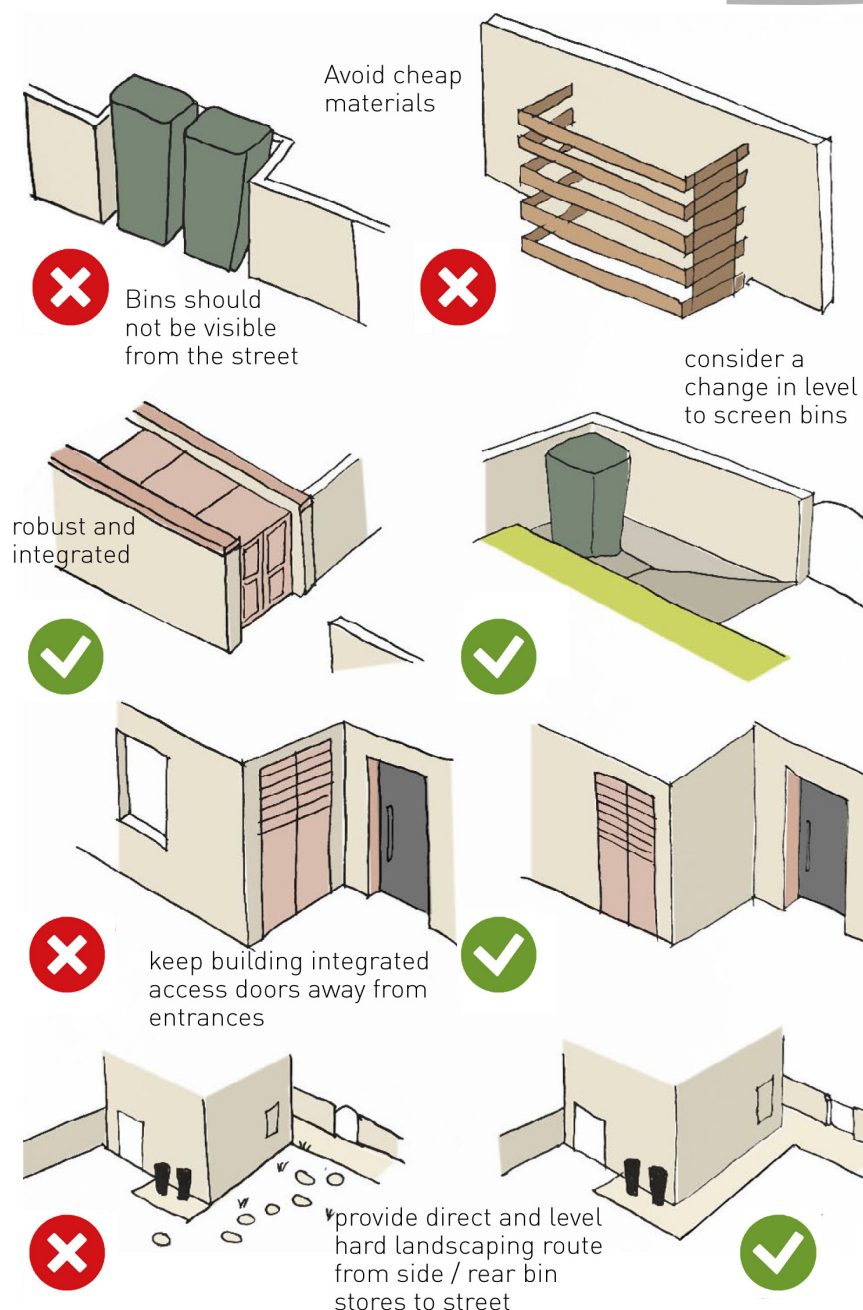 Avoid cheap
materials
Bins should
not be visible
from the street
consider a
change in level
to screen bins
robust and
integrated
keep building integrated
access doors away from
entrances
provide direct and level
hard landscaping route
from side / rear bin
stores to street